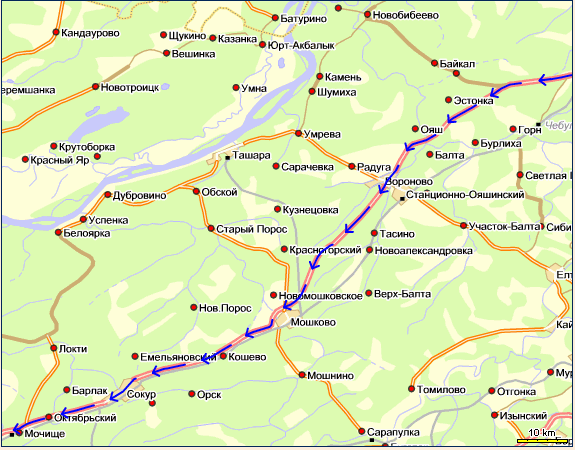 Батурино
Новобибеево
Кандаурово
Щукино
Казанка
Юрт-Акбалык
Вешинка
Байкал
Камень
Новотроицк
Умна
Шумиха
Эстонка
Умрева
Ояш
Горн
Чебу
Крутоборка
Красный Яр
Ташара
Балта
Бурлиха
Сарачевка
Радуга
Вороново
Светлая
Дубровино
Обской
Станционно-Ояшинский
Успенка
Кузнецовка
Белоярка
Старый Порос
Тасино
Участок-Балта
Сиби
Красногорский
Новоалександровка
Новомошковское
Верх-Балта
Нов.Порос
Мошково
Кай
Локти
Емельяновский
Кошево
Мошнино
Барлак
Сокур
Орск
Томилово
Отгонка
Октябрьский
Изынский
Мочище
Сарапулка
10 km